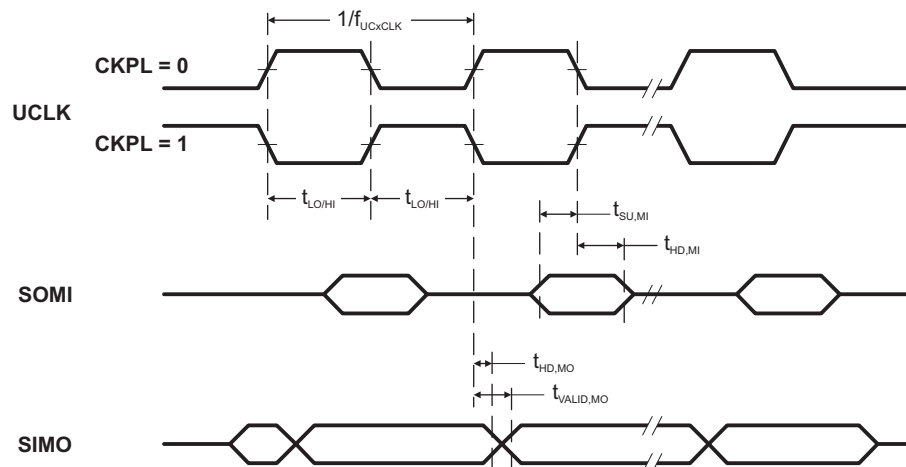 1/fUCxCLK
CKPL = 0
UCLK
CKPL = 1
tLO/HI tLO/HI
tSU,MI
tHD,MI
SOMI
tHD,MO
tVALID,MO
SIMO